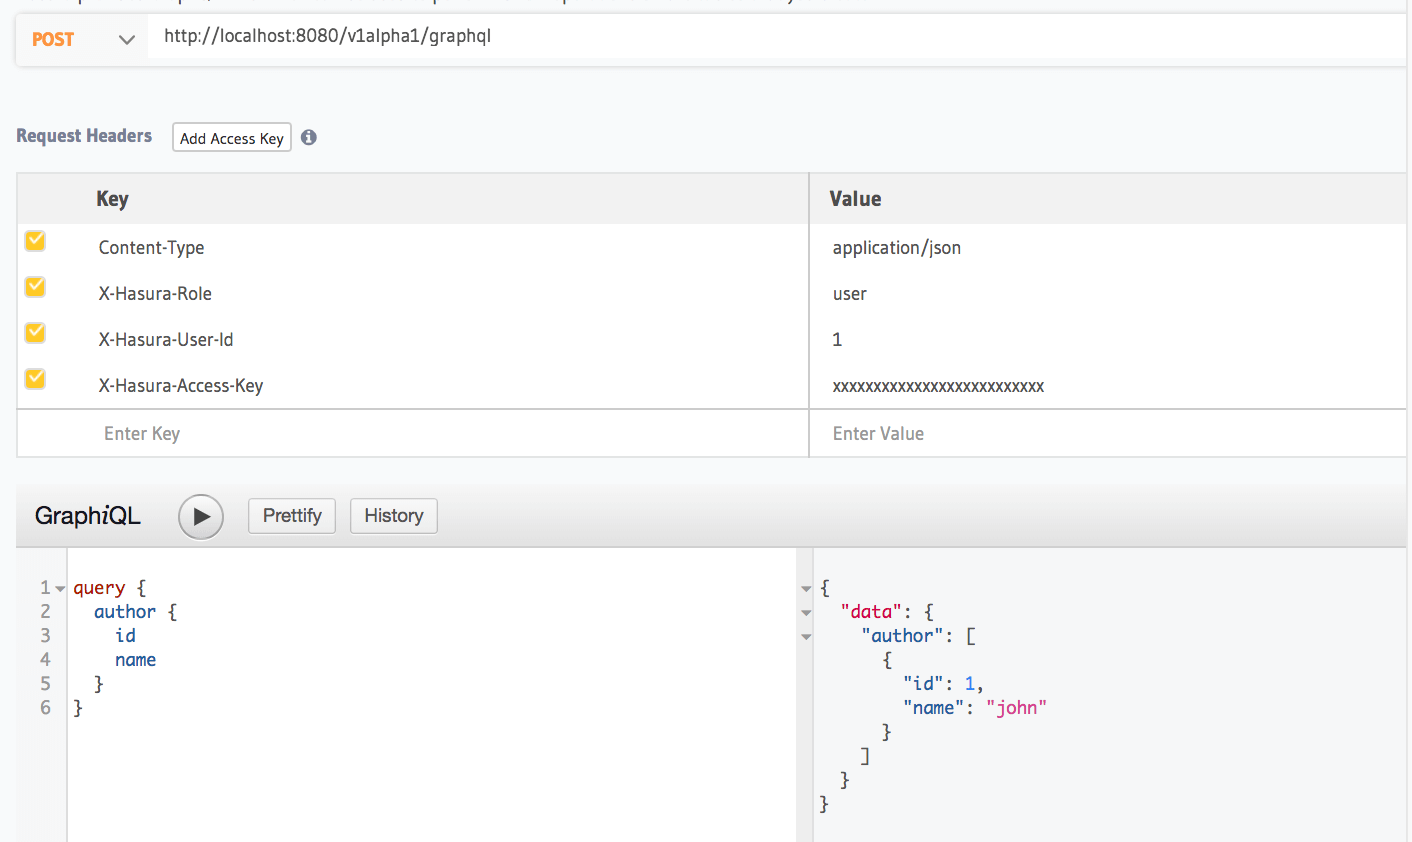 POST http://localhost:8080/v1alpha1/graphql
Request Headers Add Access Key
Key Value
Content-Type application/json
X-Hasura-Role user
X-Hasura-User-Id 1
X-Hasura-Access-Key xxxxxxxxxxxxxxxxxxxxxxxxxx
Enter Key Enter Value
GraphiQL Prettify History
1 query {
2 author {
3 id
4 name
5 }
6 }
{
"data": {
"author": [
{
"id": 1,
"name": "john"
}
]
}
}